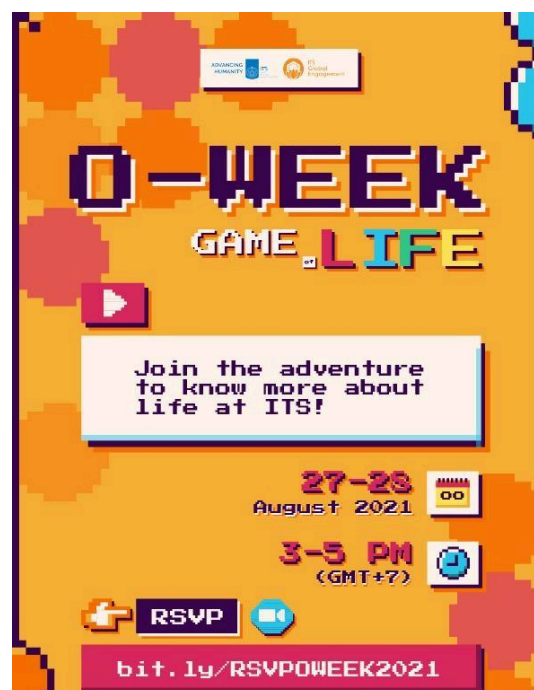 ADVANCING
HUMANITY
ITS
Global
Engagement
O-WEEK
GAME OF LIFE
Join the adventure
to know more about
life at ITS!
27-28
August 2021
3-5 PM
(GMT+7)
RSVP
bit.ly/RSVPOWEEK2021